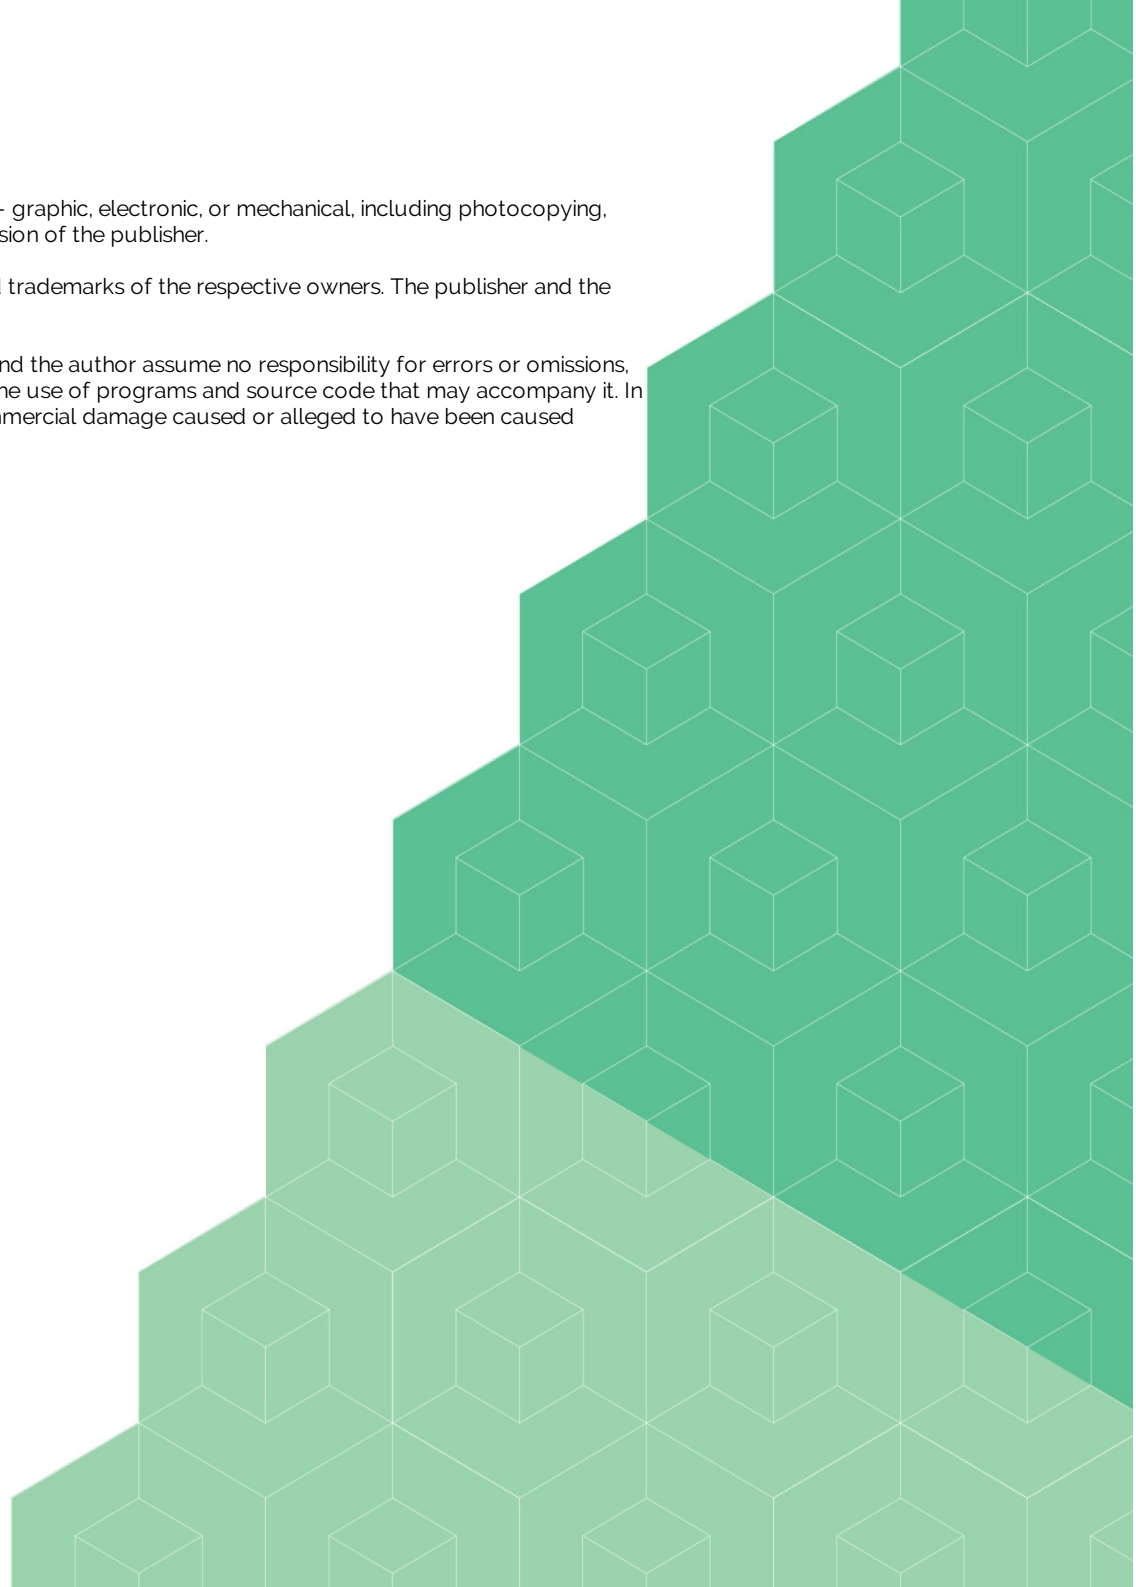 - graphic, electronic, or mechanical, including photocopying,
sion of the publisher.
trademarks of the respective owners. The publisher and the
nd the author assume no responsibility for errors or omissions,
he use of programs and source code that may accompany it. In
mercial damage caused or alleged to have been caused